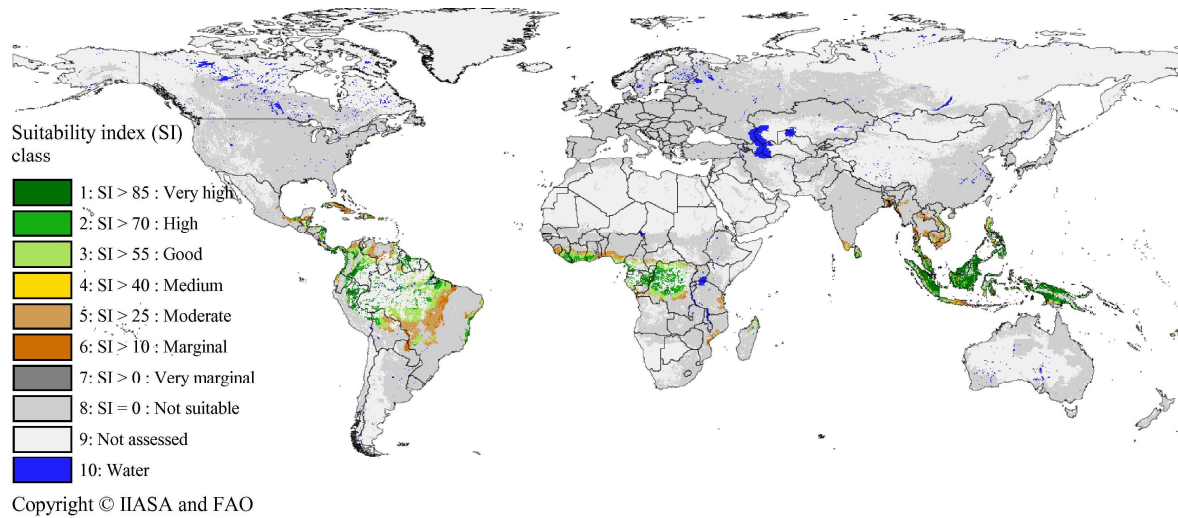 Suitability index (SI)
class
1: SI > 85 : Very high
2: SI > 70 : High
3: SI > 55 : Good
4: SI > 40 : Medium
5: SI > 25 : Moderate
6: SI > 10 : Marginal
7: SI > 0 : Very marginal
8: SI = 0 : Not suitable
9: Not assessed
10: Water
Copyright © IIASA and FAO